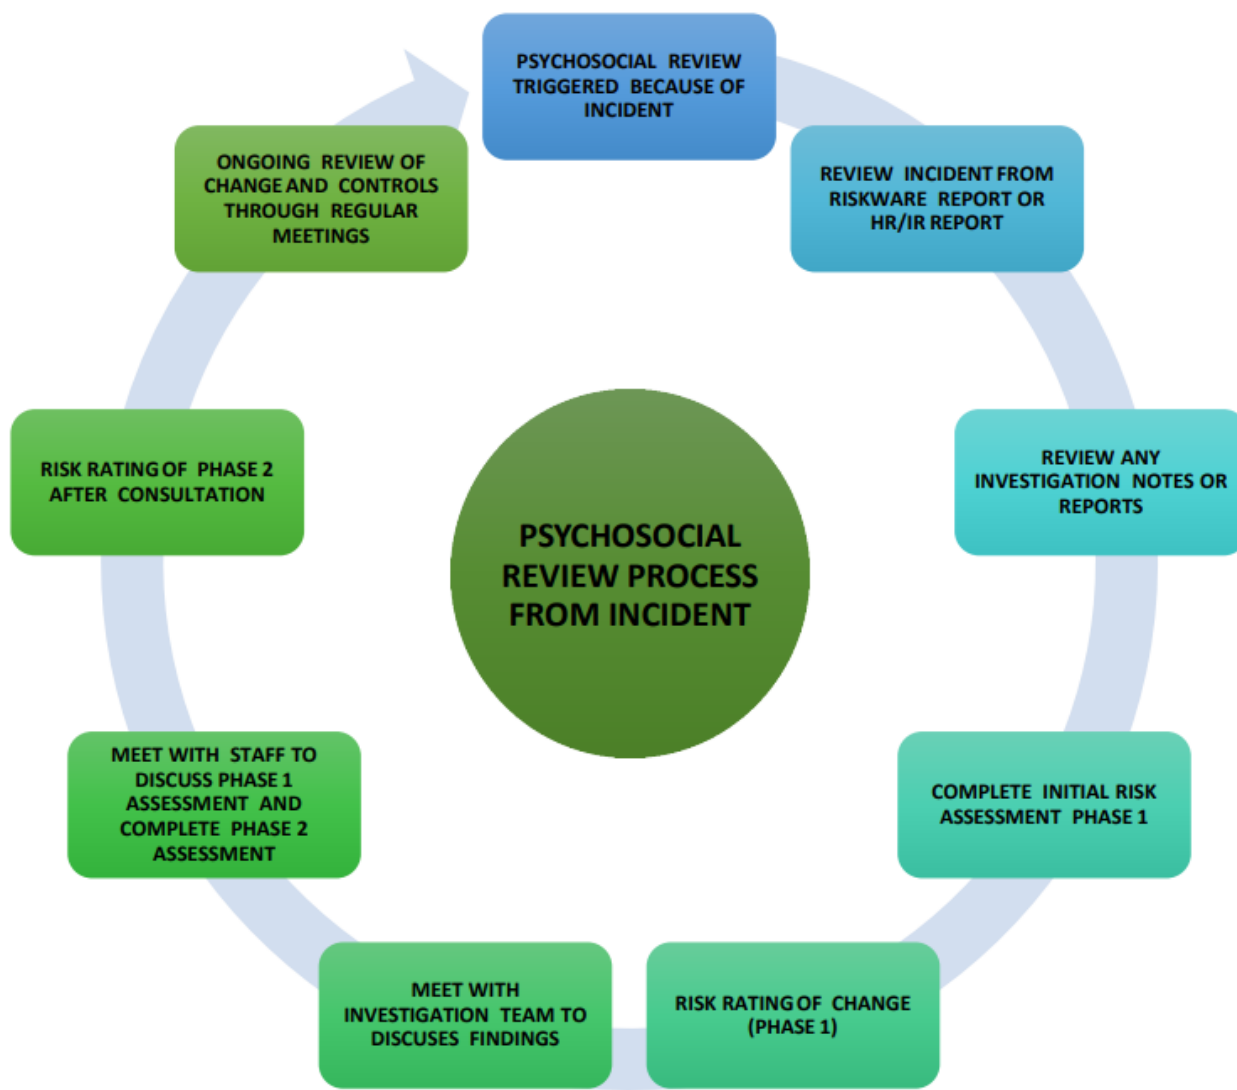 PSYCHOSOCIAL REVIEW
TRIGGERED BECAUSE OF
INCIDENT
REVIEW INCIDENT FROM
RISKWARE REPORT OR
HR/IR REPORT
REVIEW ANY
INVESTIGATION NOTES OR
REPORTS
COMPLETE INITIAL RISK
ASSESSMENT PHASE 1
RISK RATING OF CHANGE
(PHASE 1)
MEET WITH
INVESTIGATION TEAM TO
DISCUSES FINDINGS
MEET WITH STAFF TO
DISCUSS PHASE 1
ASSESSMENT AND
COMPLETE PHASE 2
ASSESSMENT
RISK RATING OF PHASE 2
AFTER CONSULTATION
ONGOING REVIEW OF
CHANGE AND CONTROLS
THROUGH REGULAR
MEETINGS
PSYCHOSOCIAL
REVIEW PROCESS
FROM INCIDENT